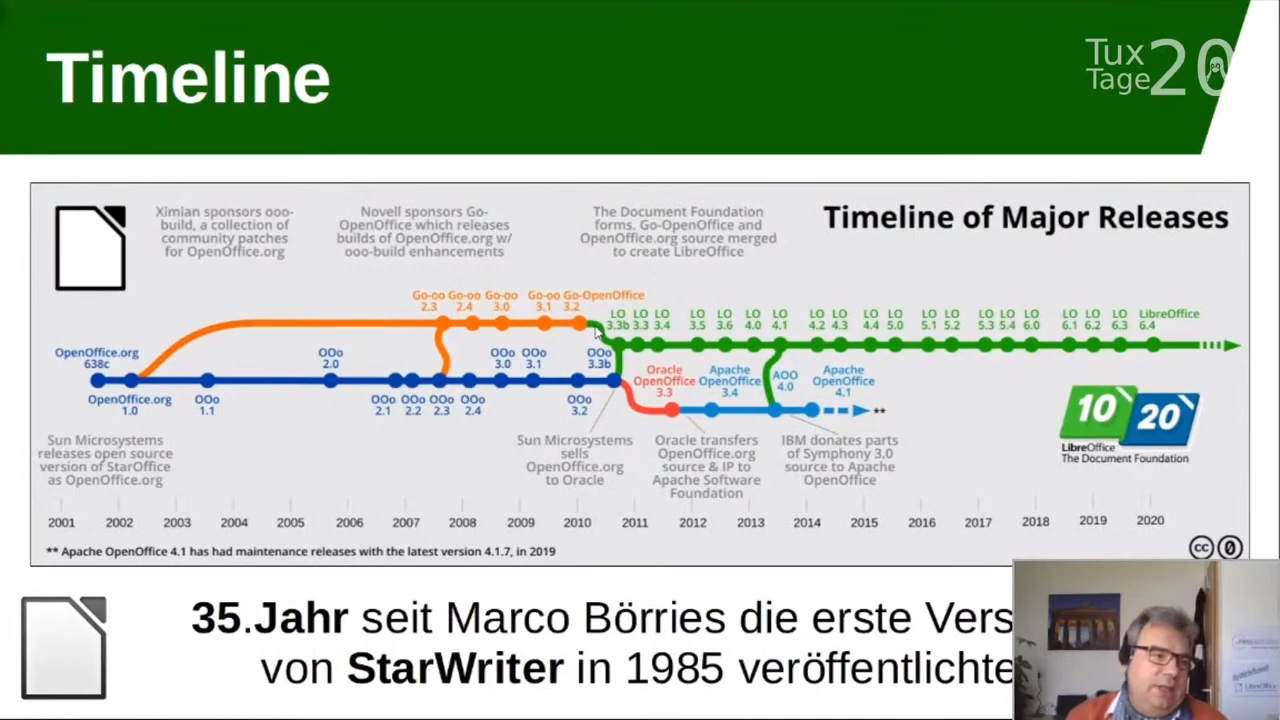 Timeline
Tux
Tage20
Ximian sponsors ooo-
build, a collection of
community patches
for OpenOffice.org
Novell sponsors Go-
OpenOffice which releases
builds of OpenOffice.org w/
ooo-build enhancements
The Document Foundation
forms. Go-OpenOffice and
OpenOffice.org source merged
to create LibreOffice
Timeline of Major Releases
Go-oo 2.3
Go-oo 2.4
Go-oo 3.0
Go-oo 3.1
Go-OpenOffice 3.2
LO 3.3b
LO 3.3
LO 3.4
LO 3.5
LO 3.6
LO 4.0
LO 4.1
LO 4.2
LO 4.3
LO 4.4
LO 5.0
LO 5.1
LO 5.2
LO 5.3
LO 5.4
LO 6.0
LO 6.1
LO 6.2
LO 6.3
LibreOffice 6.4
OpenOffice.org
638c
OpenOffice.org
1.0
OOo 1.1
OOo 2.0
OOo 2.1
OOo 2.2
OOo 2.3
OOo 2.4
OOo 3.0
OOo 3.1
OOo 3.2
OOo 3.3b
Oracle
OpenOffice
3.3
Apache
OpenOffice
3.4
AOO
4.0
Apache
OpenOffice
4.1
**
Sun Microsystems
releases open source
version of StarOffice
as OpenOffice.org
Sun Microsystems
sells
OpenOffice.org
to Oracle
Oracle transfers
OpenOffice.org
source & IP to
Apache Software
Foundation
IBM donates parts
of Symphony 3.0
source to Apache
OpenOffice
10 20
LibreOffice
The Document Foundation
2001 2002 2003 2004 2005 2006 2007 2008 2009 2010 2011 2012 2013 2014 2015 2016 2017 2018 2019 2020
** Apache OpenOffice 4.1 has had maintenance releases with the latest version 4.1.7, in 2019
cc 0
35.Jahr seit Marco Börries die erste Vers
von StarWriter in 1985 veröffentlichte
LibreOffice